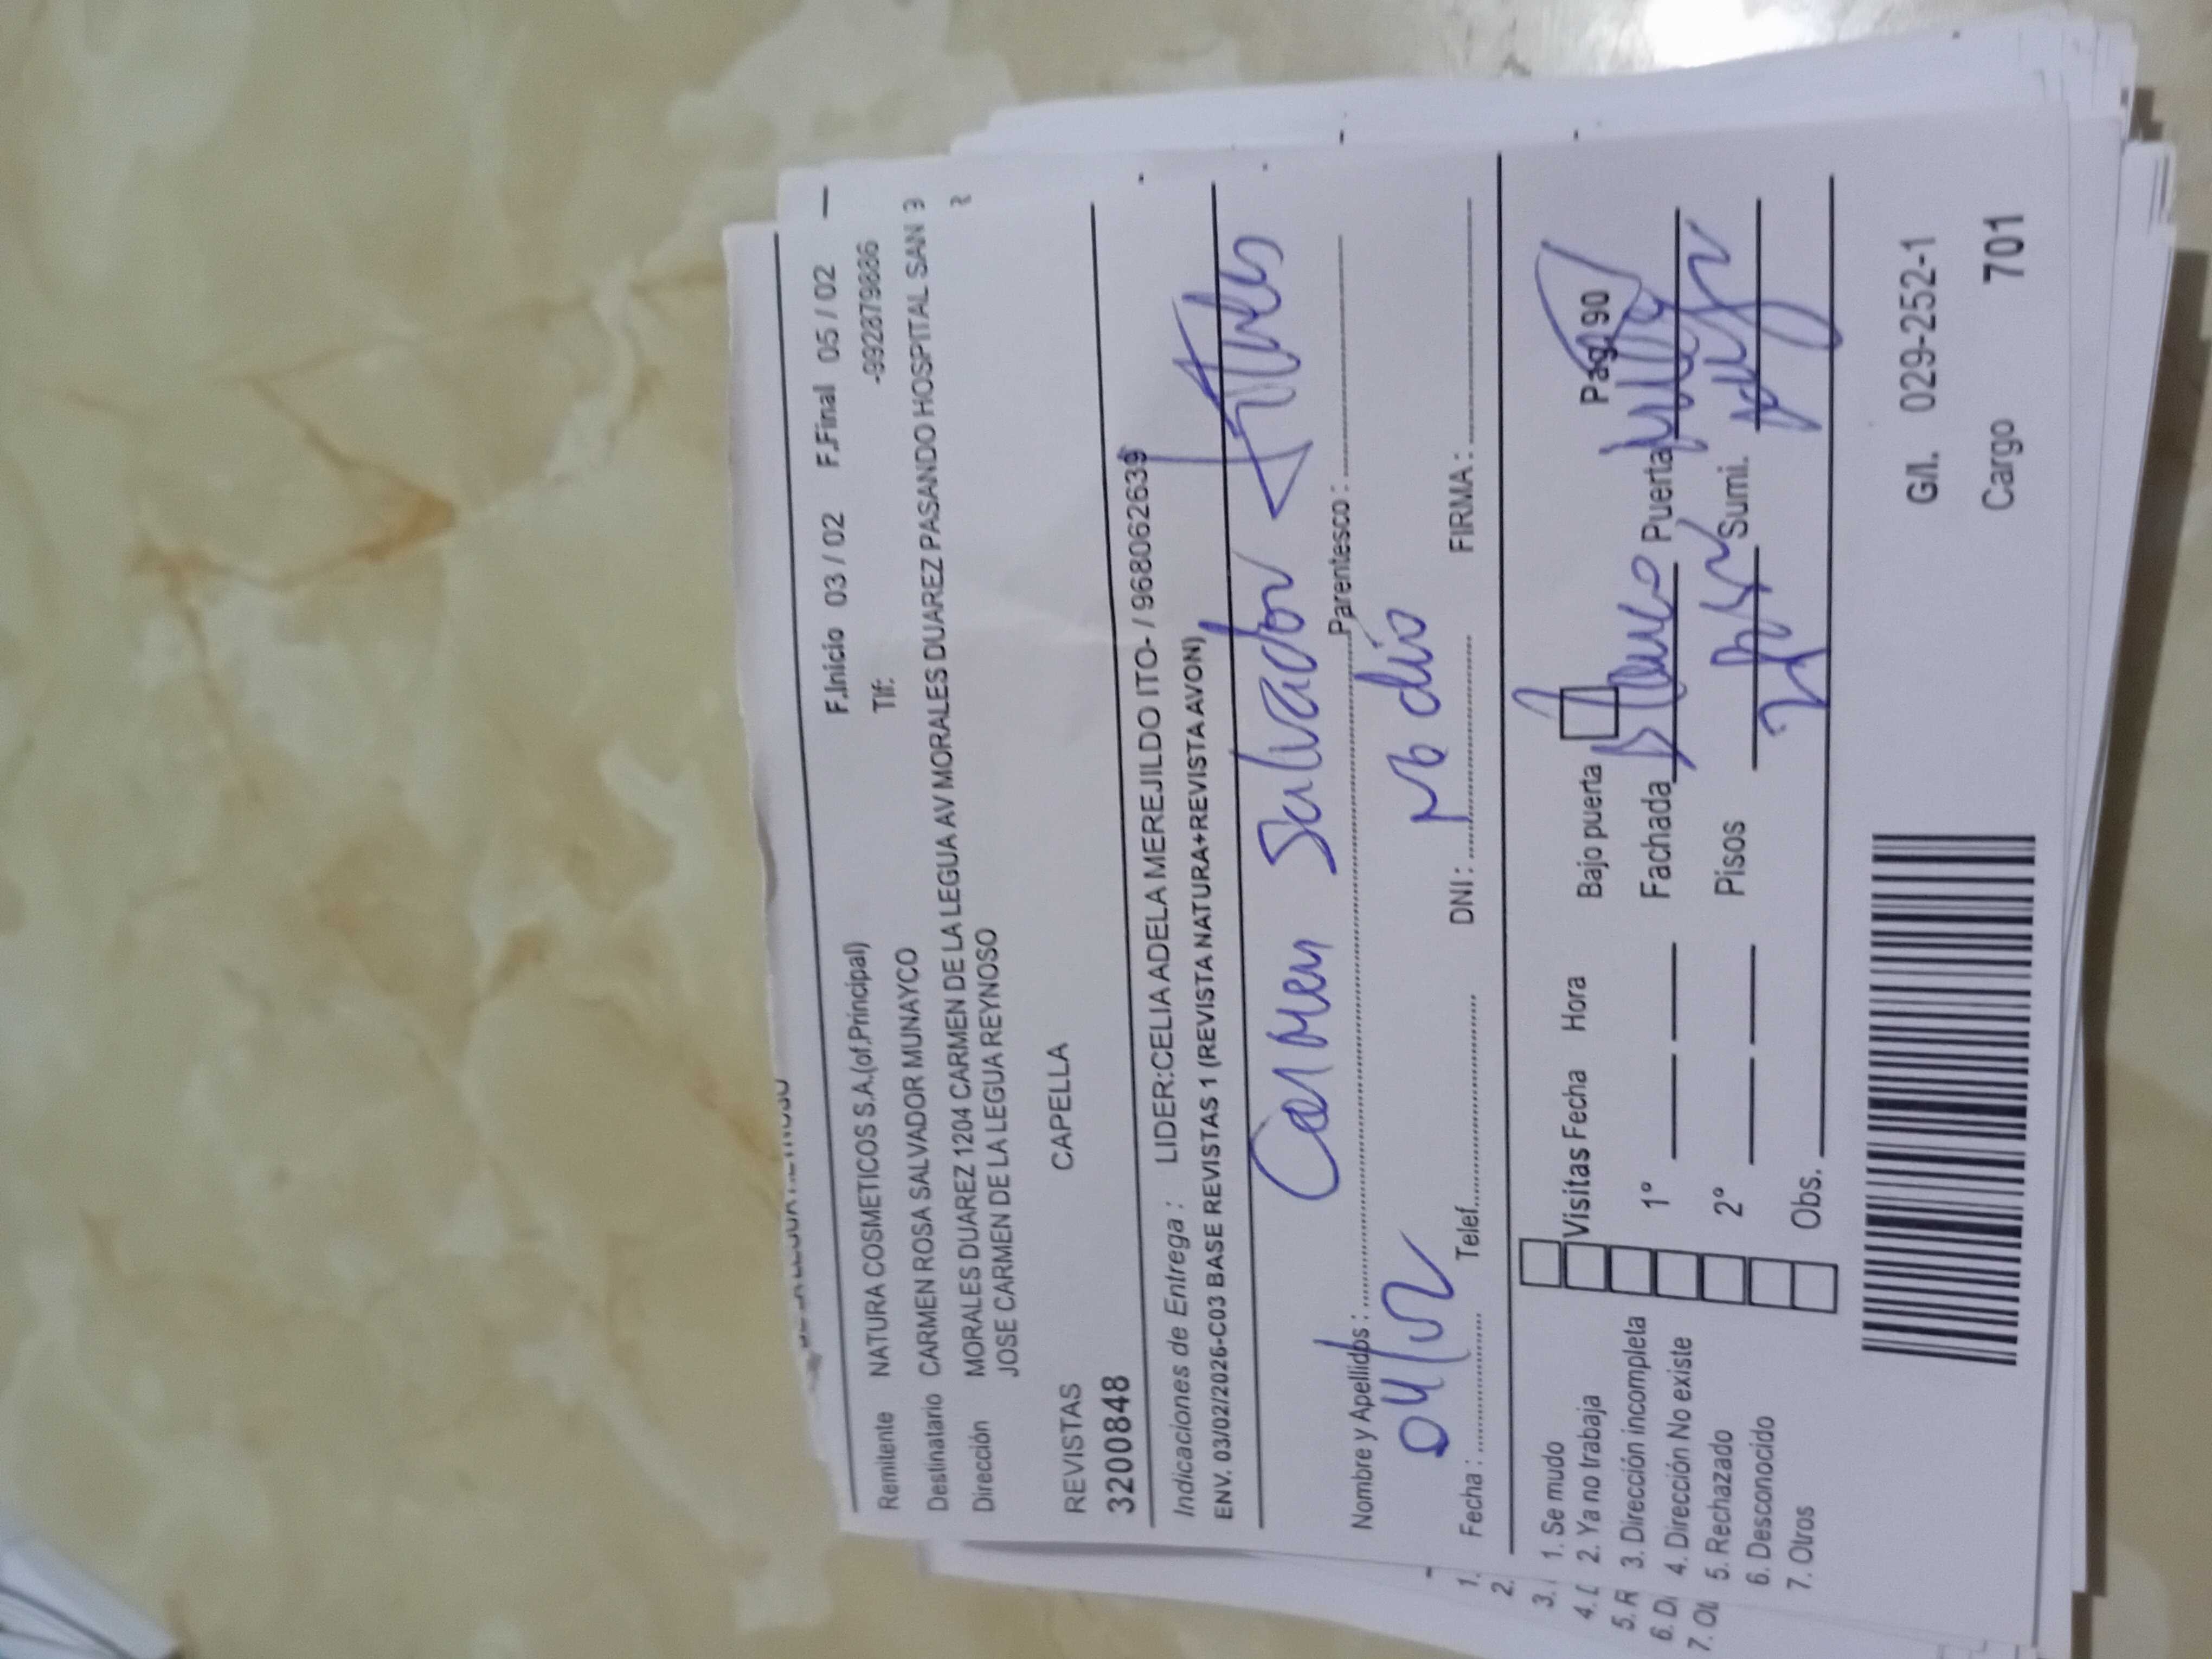 F.Inicio 03 / 02 F.Final 05 / 02
Remitente NATURA COSMETICOS S.A.(of.Principal) Tlf: -992879886
Destinatario CARMEN ROSA SALVADOR MUNAYCO
Dirección MORALES DUAREZ 1204 CARMEN DE LA LEGUA AV MORALES DUAREZ PASANDO HOSPITAL SAN
JOSE CARMEN DE LA LEGUA REYNOSO
REVISTAS CAPELLA
3200848
Indicaciones de Entrega : LIDER:CELIA ADELA MEREJILDO ITO- / 968062639
ENV. 03/02/2026-C03 BASE REVISTAS 1 (REVISTA NATURA+REVISTA AVON)
Carmen Salvador
Nombre y Apellidos : Parentesco :
04/02 No dio
Fecha : Telef. DNI : FIRMA :
1. Se mudo
2. Ya no trabaja Visitas Fecha Hora Bajo puerta Pag 190
3. Dirección incompleta 1° Fachada Blanco Puerta
4. Dirección No existe
5. Rechazado 2° Pisos Sumi.
6. Desconocido
7. Otros Obs.
G/I. 029-252-1
Cargo 701